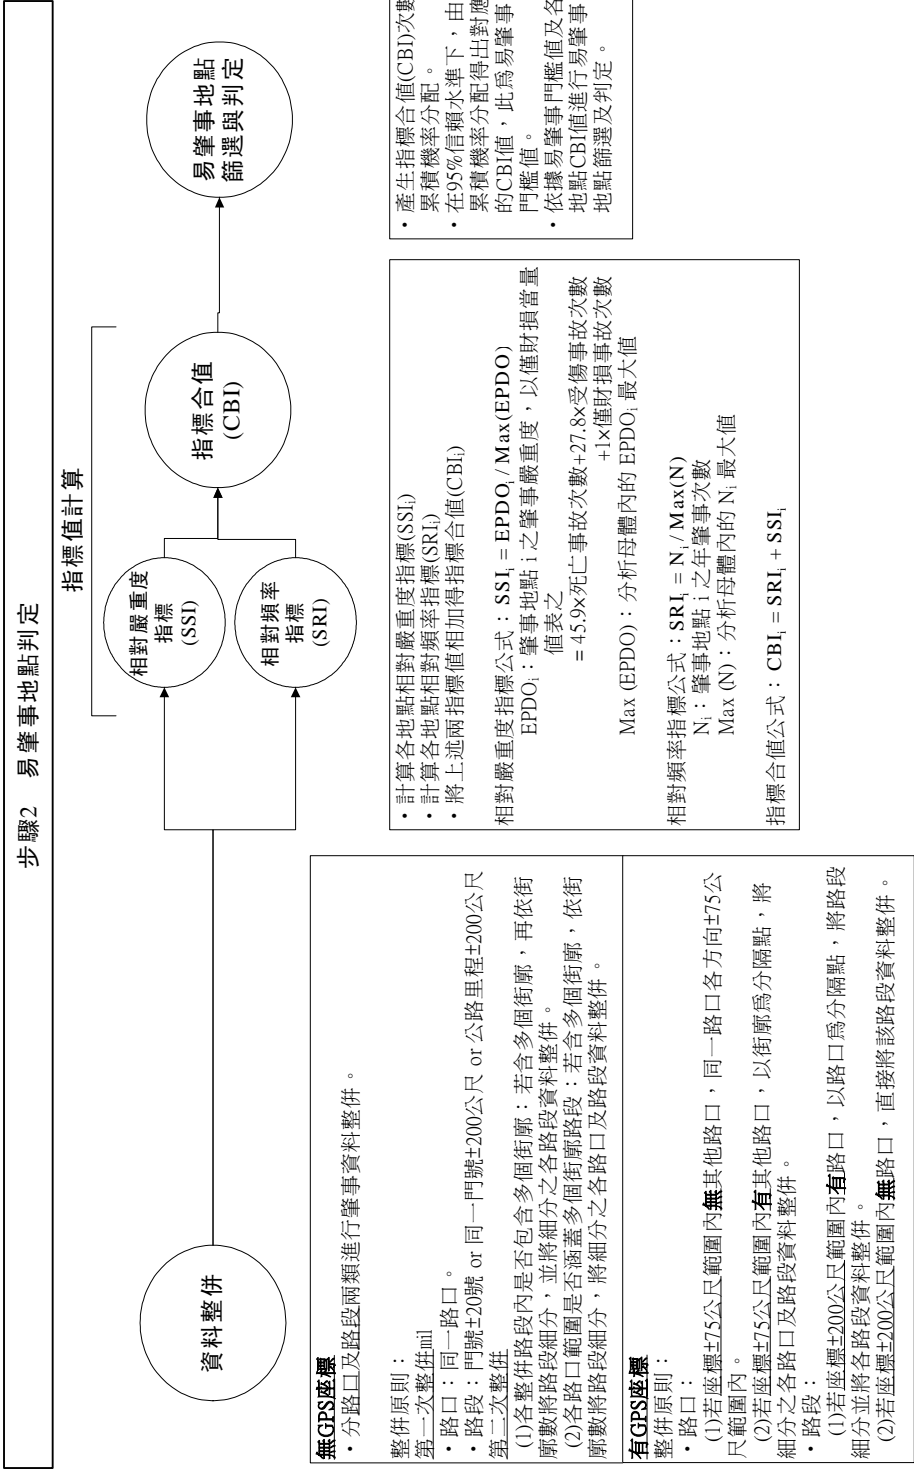 步驟2 易肇事地點判定
指標值計算
資料整併
相對嚴重度
指標
(SSI)
相對頻率
指標
(SRI)
指標合值
(CBI)
易肇事地點
篩選與判定
無GPS座標
・分路口及路段兩類進行肇事資料整併。
整併原則：
第一次整併mil
・路口：同一路口。
・路段：門號±20號 or 同一門號±200公尺 or 公路里程±200公尺
第二次整併
(1)各整併路段內是否包含多個街廓：若含多個街廓，再依街
廓數將路段細分，並將細分之各路段資料整併。
(2)各路口範圍是否涵蓋多個街廓路段：若含多個街廓，依街
廓數將路段細分，將細分之各路口及路段資料整併。
有GPS座標
整併原則：
・路口：
(1)若座標±75公尺範圍內無其他路口，同一路口各方向±75公
尺範圍內。
(2)若座標±75公尺範圍內有其他路口，以街廓為分隔點，將
細分之各路口及路段資料整併。
・路段：
(1)若座標±200公尺範圍內有路口，以路口為分隔點，將路段
細分並將各路段資料整併。
(2)若座標±200公尺範圍內無路口，直接將該路段資料整併。
・計算各地點相對嚴重度指標(SSIi)
・計算各地點相對頻率指標(SRIi)
・將上述兩指標值相加得指標合值(CBIi)
相對嚴重度指標公式：SSIi = EPDOi / Max(EPDO)
EPDOi：肇事地點 i 之肇事嚴重度，以僅財損當量
值表之
= 45.9×死亡事故次數+27.8×受傷事故次數
+1×僅財損事故次數
Max (EPDO)：分析母體內的 EPDOi 最大值
相對頻率指標公式：SRIi = Ni / Max(N)
Ni：肇事地點 i 之年肇事次數
Max (N)：分析母體內的 Ni 最大值
指標合值公式：CBIi = SRIi + SSIi
・產生指標合值(CBI)次數
累積機率分配。
・在95%信賴水準下，由
累積機率分配得出對應
的CBI值，此為易肇事
門檻值。
・依據易肇事門檻值及各
地點CBI值進行易肇事
地點篩選及判定。